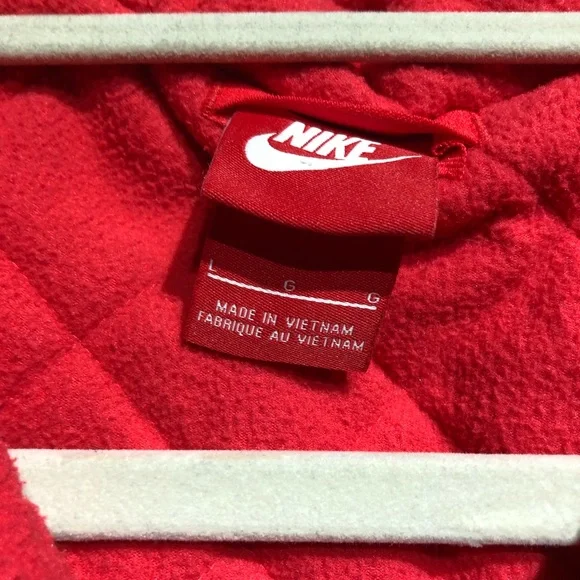 NIKE
L G G
MADE IN VIETNAM
FABRIQUE AU VIETNAM